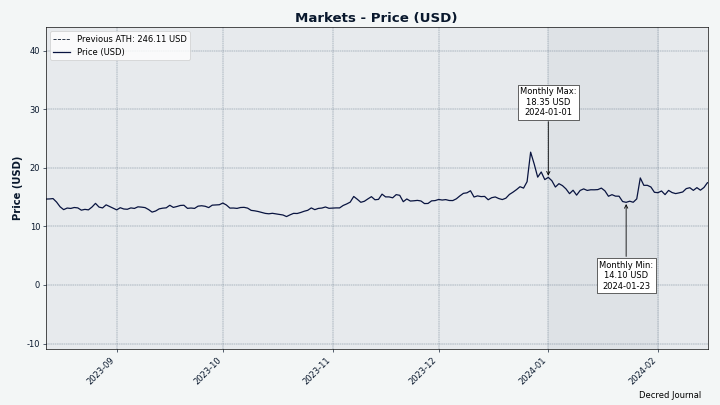 Markets - Price (USD)
Previous ATH: 246.11 USD
Price (USD)
Price (USD)
40
30
20
10
0
-10
Monthly Max:
18.35 USD
2024-01-01
Monthly Min:
14.10 USD
2024-01-23
2023-09
2023-10
2023-11
2023-12
2024-01
2024-02
Decred Journal